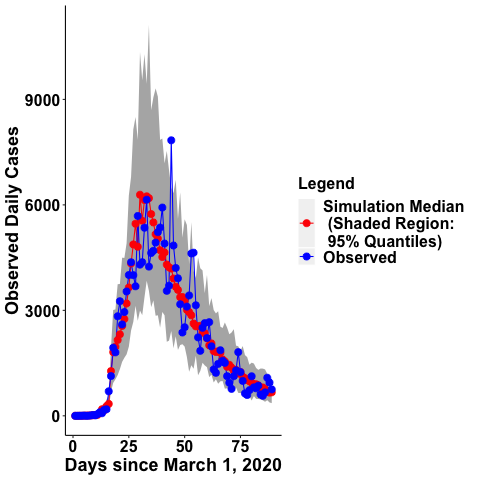 Observed Daily Cases
9000
6000
3000
0
0 25 50 75
Days since March 1, 2020
Legend
Simulation Median
(Shaded Region:
95% Quantiles)
Observed